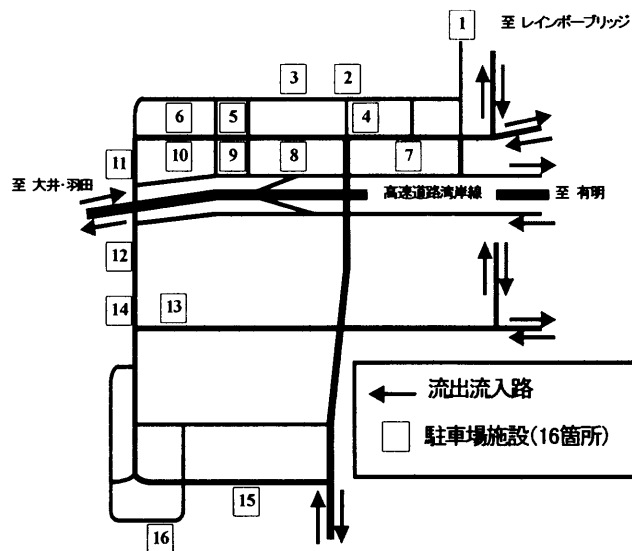 1 至 レインボーブリッジ
3 2
6 5 4
11 10 9 8 7
至 大井・羽田
高速道路湾岸線 至 有明
12
14 13
流出流入路
駐車場施設(16箇所)
15
16